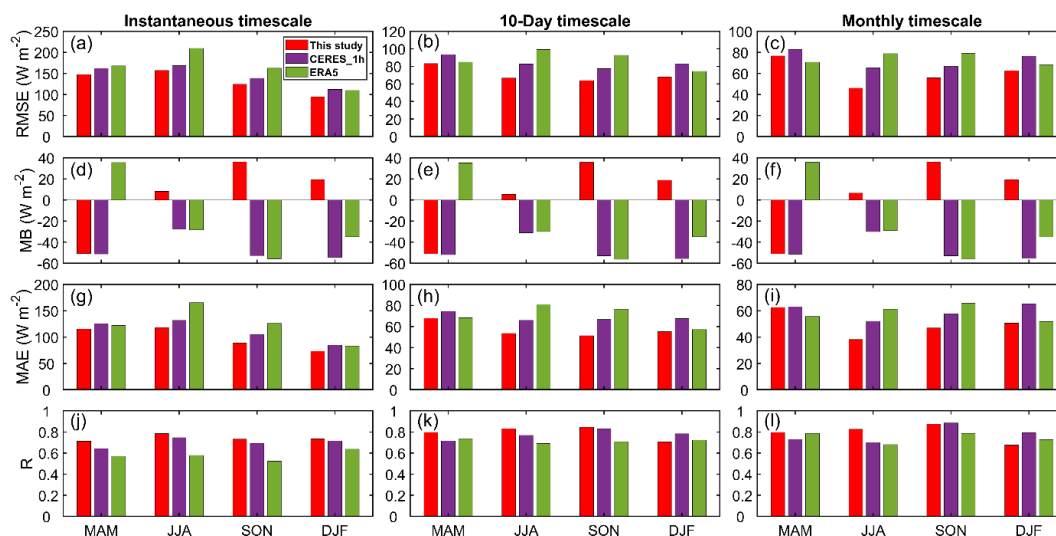 Instantaneous timescale
10-Day timescale
Monthly timescale
RMSE (W m-2)
250
200
150
100
50
0
(a)
This study
CERES_1h
ERA5
120
100
80
60
40
20
0
(b)
100
80
60
40
20
0
(c)
MB (W m-2)
40
20
0
-20
-40
-60
(d)
40
20
0
-20
-40
-60
(e)
40
20
0
-20
-40
-60
(f)
MAE (W m-2)
200
150
100
50
0
(g)
100
80
60
40
20
0
(h)
80
60
40
20
0
(i)
R
1
0.8
0.6
0.4
0.2
0
(j)
1
0.8
0.6
0.4
0.2
0
(k)
1
0.8
0.6
0.4
0.2
0
(l)
MAM JJA SON DJF
MAM JJA SON DJF
MAM JJA SON DJF